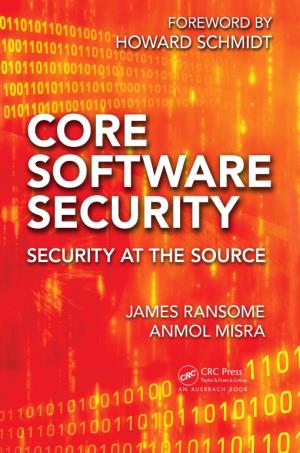 FOREWORD BY
HOWARD SCHMIDT
CORE
SOFTWARE
SECURITY
SECURITY AT THE SOURCE
JAMES RANSOME
ANMOL MISRA
CRC
CRC Press
Taylor & Francis Group
AN AUERBACH BOOK